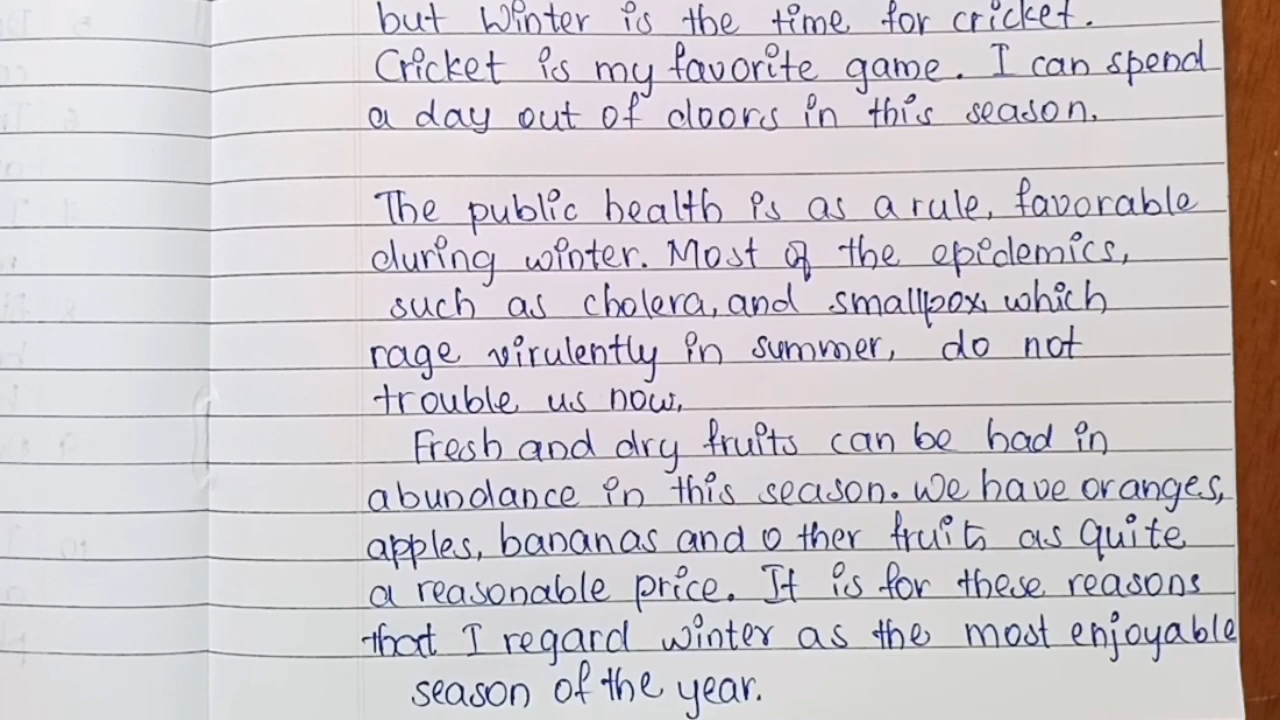 but Winter is the time for cricket.
Cricket is my favorite game. I can spend
a day out of doors in this season.
The public health is as a rule, favorable
during winter. Most of the epidemics,
such as cholera, and smallpox, which
rage virulently in summer, do not
trouble us now.
Fresh and dry fruits can be had in
abundance in this season. We have oranges,
apples, bananas and other fruits as quite
a reasonable price. It is for these reasons
that I regard winter as the most enjoyable
season of the year.